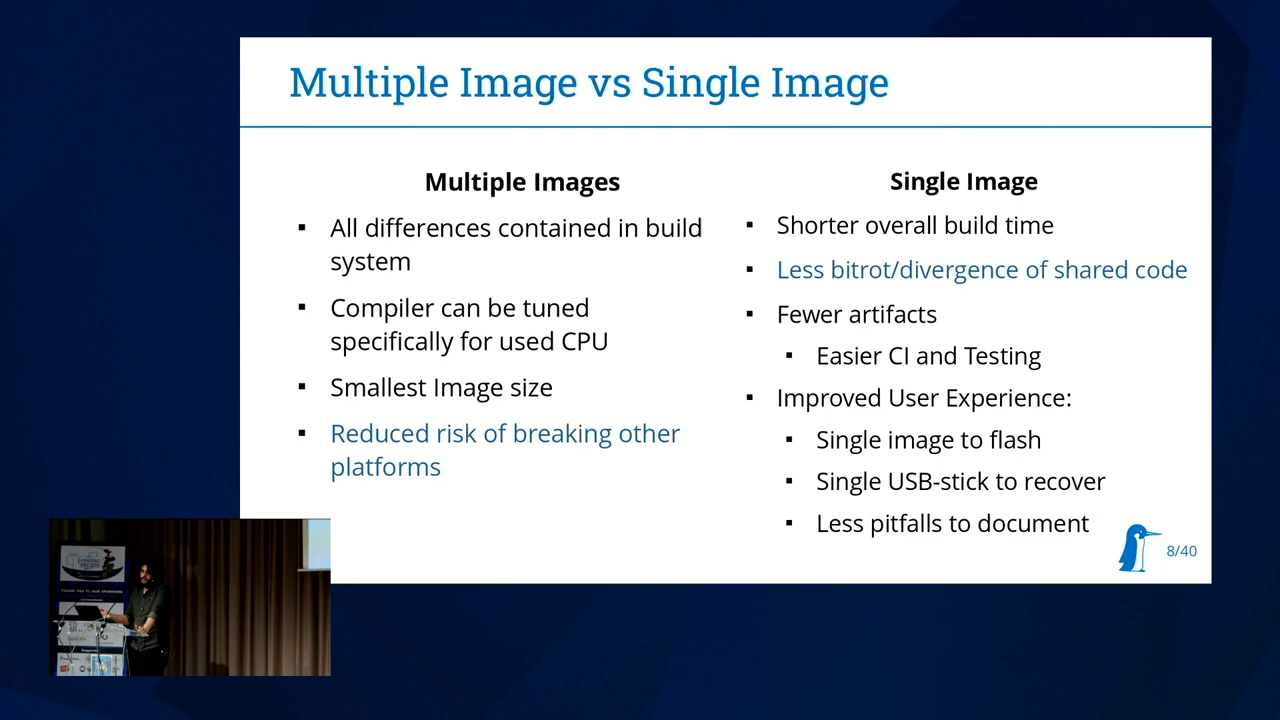 Multiple Image vs Single Image
Multiple Images
All differences contained in build
system
Compiler can be tuned
specifically for used CPU
Smallest Image size
Reduced risk of breaking other
platforms
Single Image
Shorter overall build time
Less bitrot/divergence of shared code
Fewer artifacts
Easier CI and Testing
Improved User Experience:
Single image to flash
Single USB-stick to recover
Less pitfalls to document
8/40